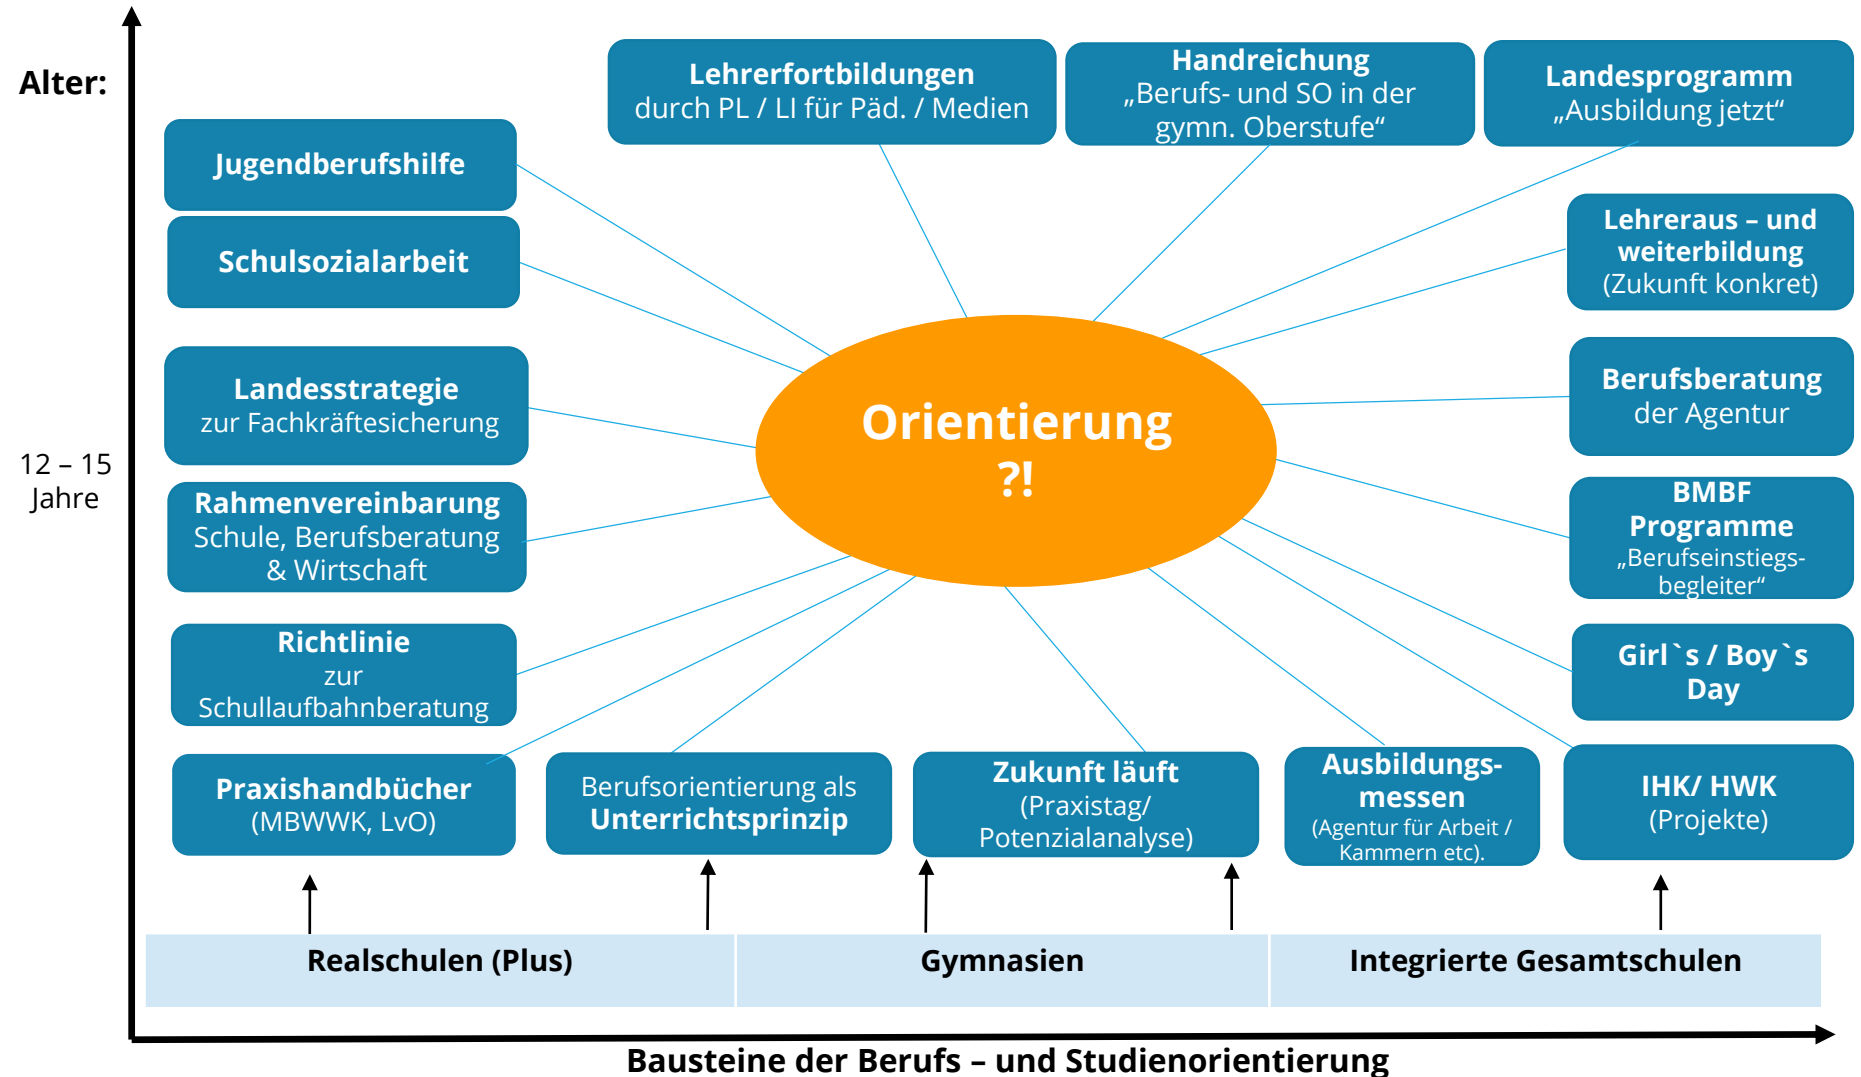 Alter:
Lehrerfortbildungen
durch PL / LI für Päd. / Medien
Handreichung
„Berufs- und SO in der
gymn. Oberstufe“
Landesprogramm
„Ausbildung jetzt“
Jugendberufshilfe
Schulsozialarbeit
Lehreraus – und
weiterbildung
(Zukunft konkret)
Landesstrategie
zur Fachkräftesicherung
Orientierung
?!
Berufsberatung
der Agentur
12 – 15
Jahre
Rahmenvereinbarung
Schule, Berufsberatung
& Wirtschaft
BMBF
Programme
„Berufseinstiegs-
begleiter“
Richtlinie
zur
Schullaufbahnberatung
Girl`s / Boy`s
Day
Praxishandbücher
(MBWWK, LvO)
Berufsorientierung als
Unterrichtsprinzip
Zukunft läuft
(Praxistag/
Potenzialanalyse)
Ausbildungs-
messen
(Agentur für Arbeit /
Kammern etc).
IHK/ HWK
(Projekte)
Realschulen (Plus)
Gymnasien
Integrierte Gesamtschulen
Bausteine der Berufs – und Studienorientierung